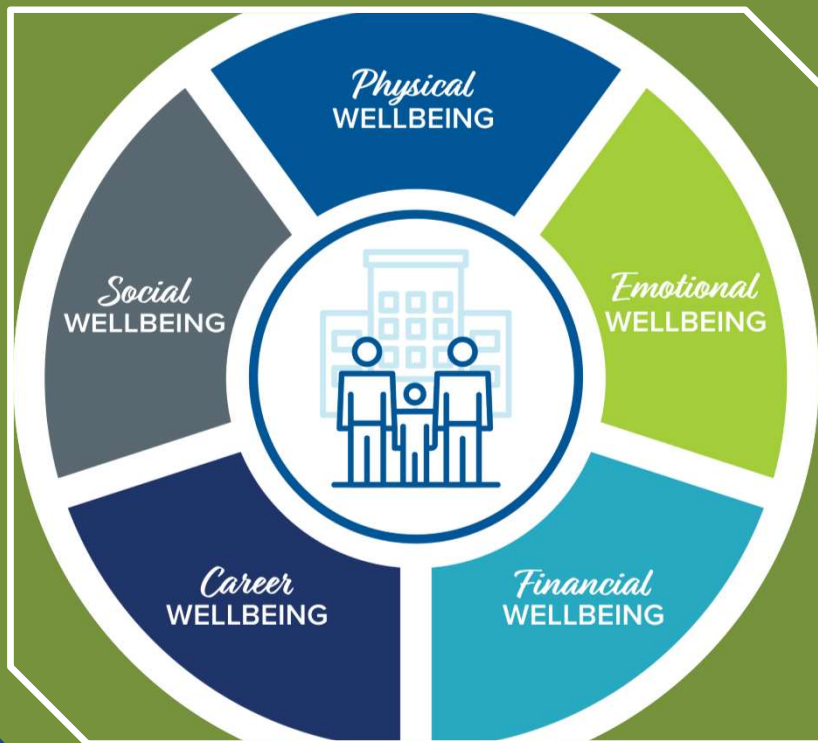 Physical
WELLBEING
Emotional
WELLBEING
Financial
WELLBEING
Career
WELLBEING
Social
WELLBEING